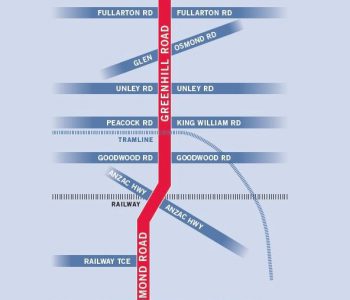 FULLARTON RD FULLARTON RD
GLEN OSMOND RD
GREENHILL ROAD
UNLEY RD UNLEY RD
PEACOCK RD KING WILLIAM RD
TRAMLINE
GOODWOOD RD GOODWOOD RD
ANZAC HWY
RAILWAY
ANZAC HWY
MOND ROAD
RAILWAY TCE